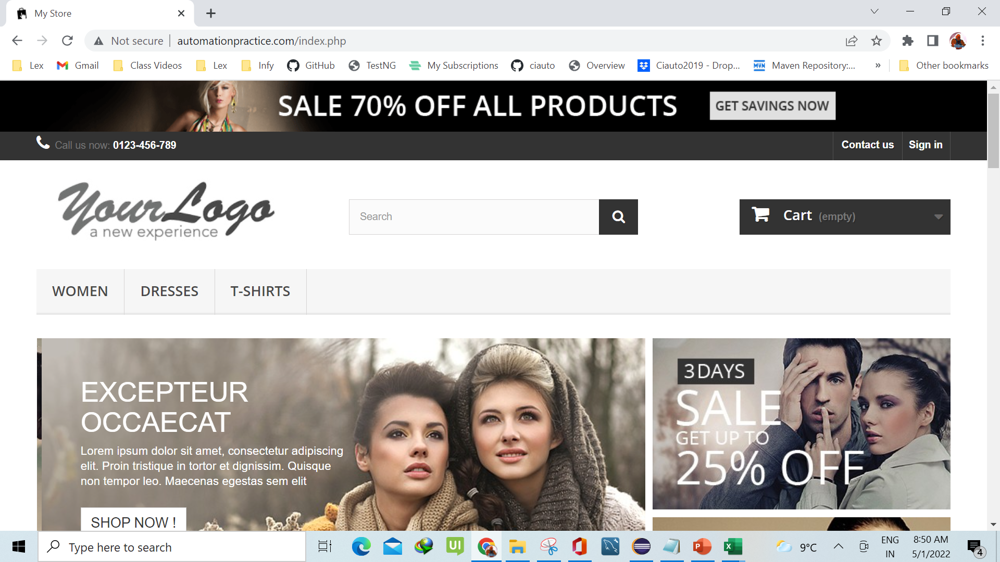 My Store
Not secure
automationpractice.com/index.php
Lex
Gmail
Class Videos
Lex
Infy
GitHub
TestNG
My Subscriptions
ciauto
Overview
Ciauto2019 - Drop...
Maven Repository:...
»
Other bookmarks
SALE 70% OFF ALL PRODUCTS
GET SAVINGS NOW
Call us now: 0123-456-789
Contact us
Sign in
YourLogo
a new experience
Search
Cart (empty)
WOMEN
DRESSES
T-SHIRTS
EXCEPTEUR
OCCAECAT
Lorem ipsum dolor sit amet, consectetur adipiscing
elit. Proin tristique in tortor et dignissim. Quisque
non tempor leo. Maecenas egestas sem elit
SHOP NOW !
3 DAYS
SALE
GET UP TO
25% OFF
Type here to search
9°C
ENG
IN
8:50 AM
5/1/2022
4